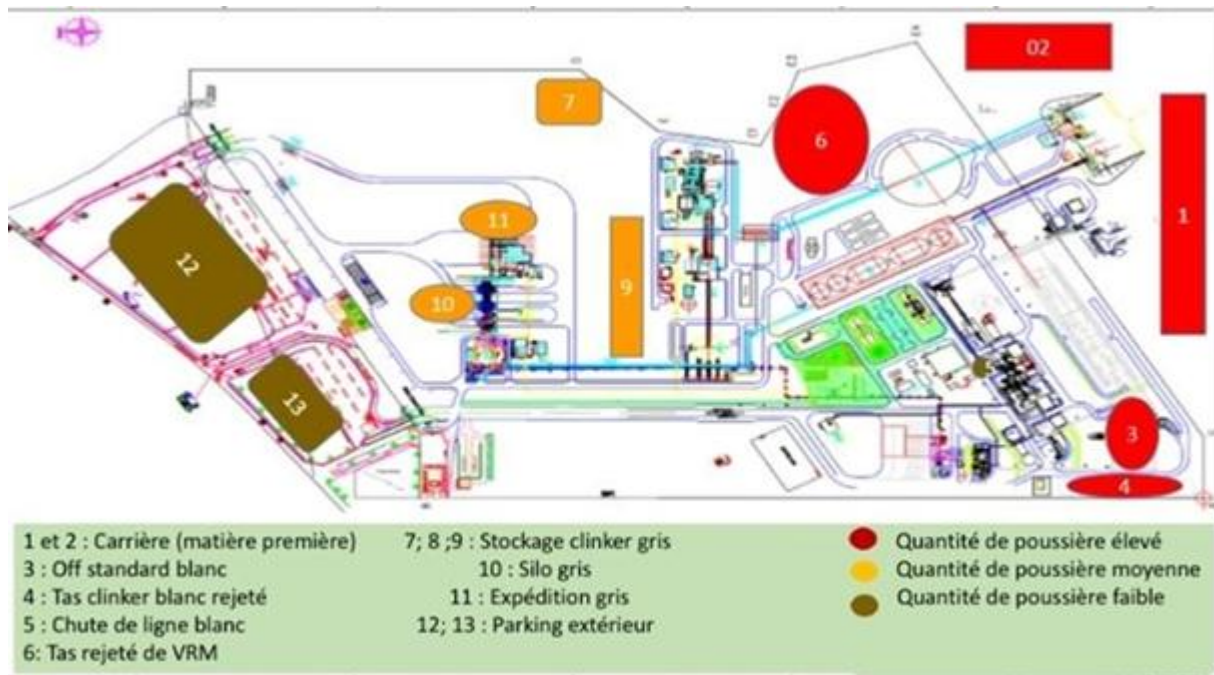 02
7
6
1
11
12
9
10
13
3
4
1 et 2 : Carrière (matière première)
3 : Off standard blanc
4 : Tas clinker blanc rejeté
5 : Chute de ligne blanc
6: Tas rejeté de VRM
7; 8 ;9 : Stockage clinker gris
10 : Silo gris
11 : Expédition gris
12; 13 : Parking extérieur
Quantité de poussière élevé
Quantité de poussière moyenne
Quantité de poussière faible